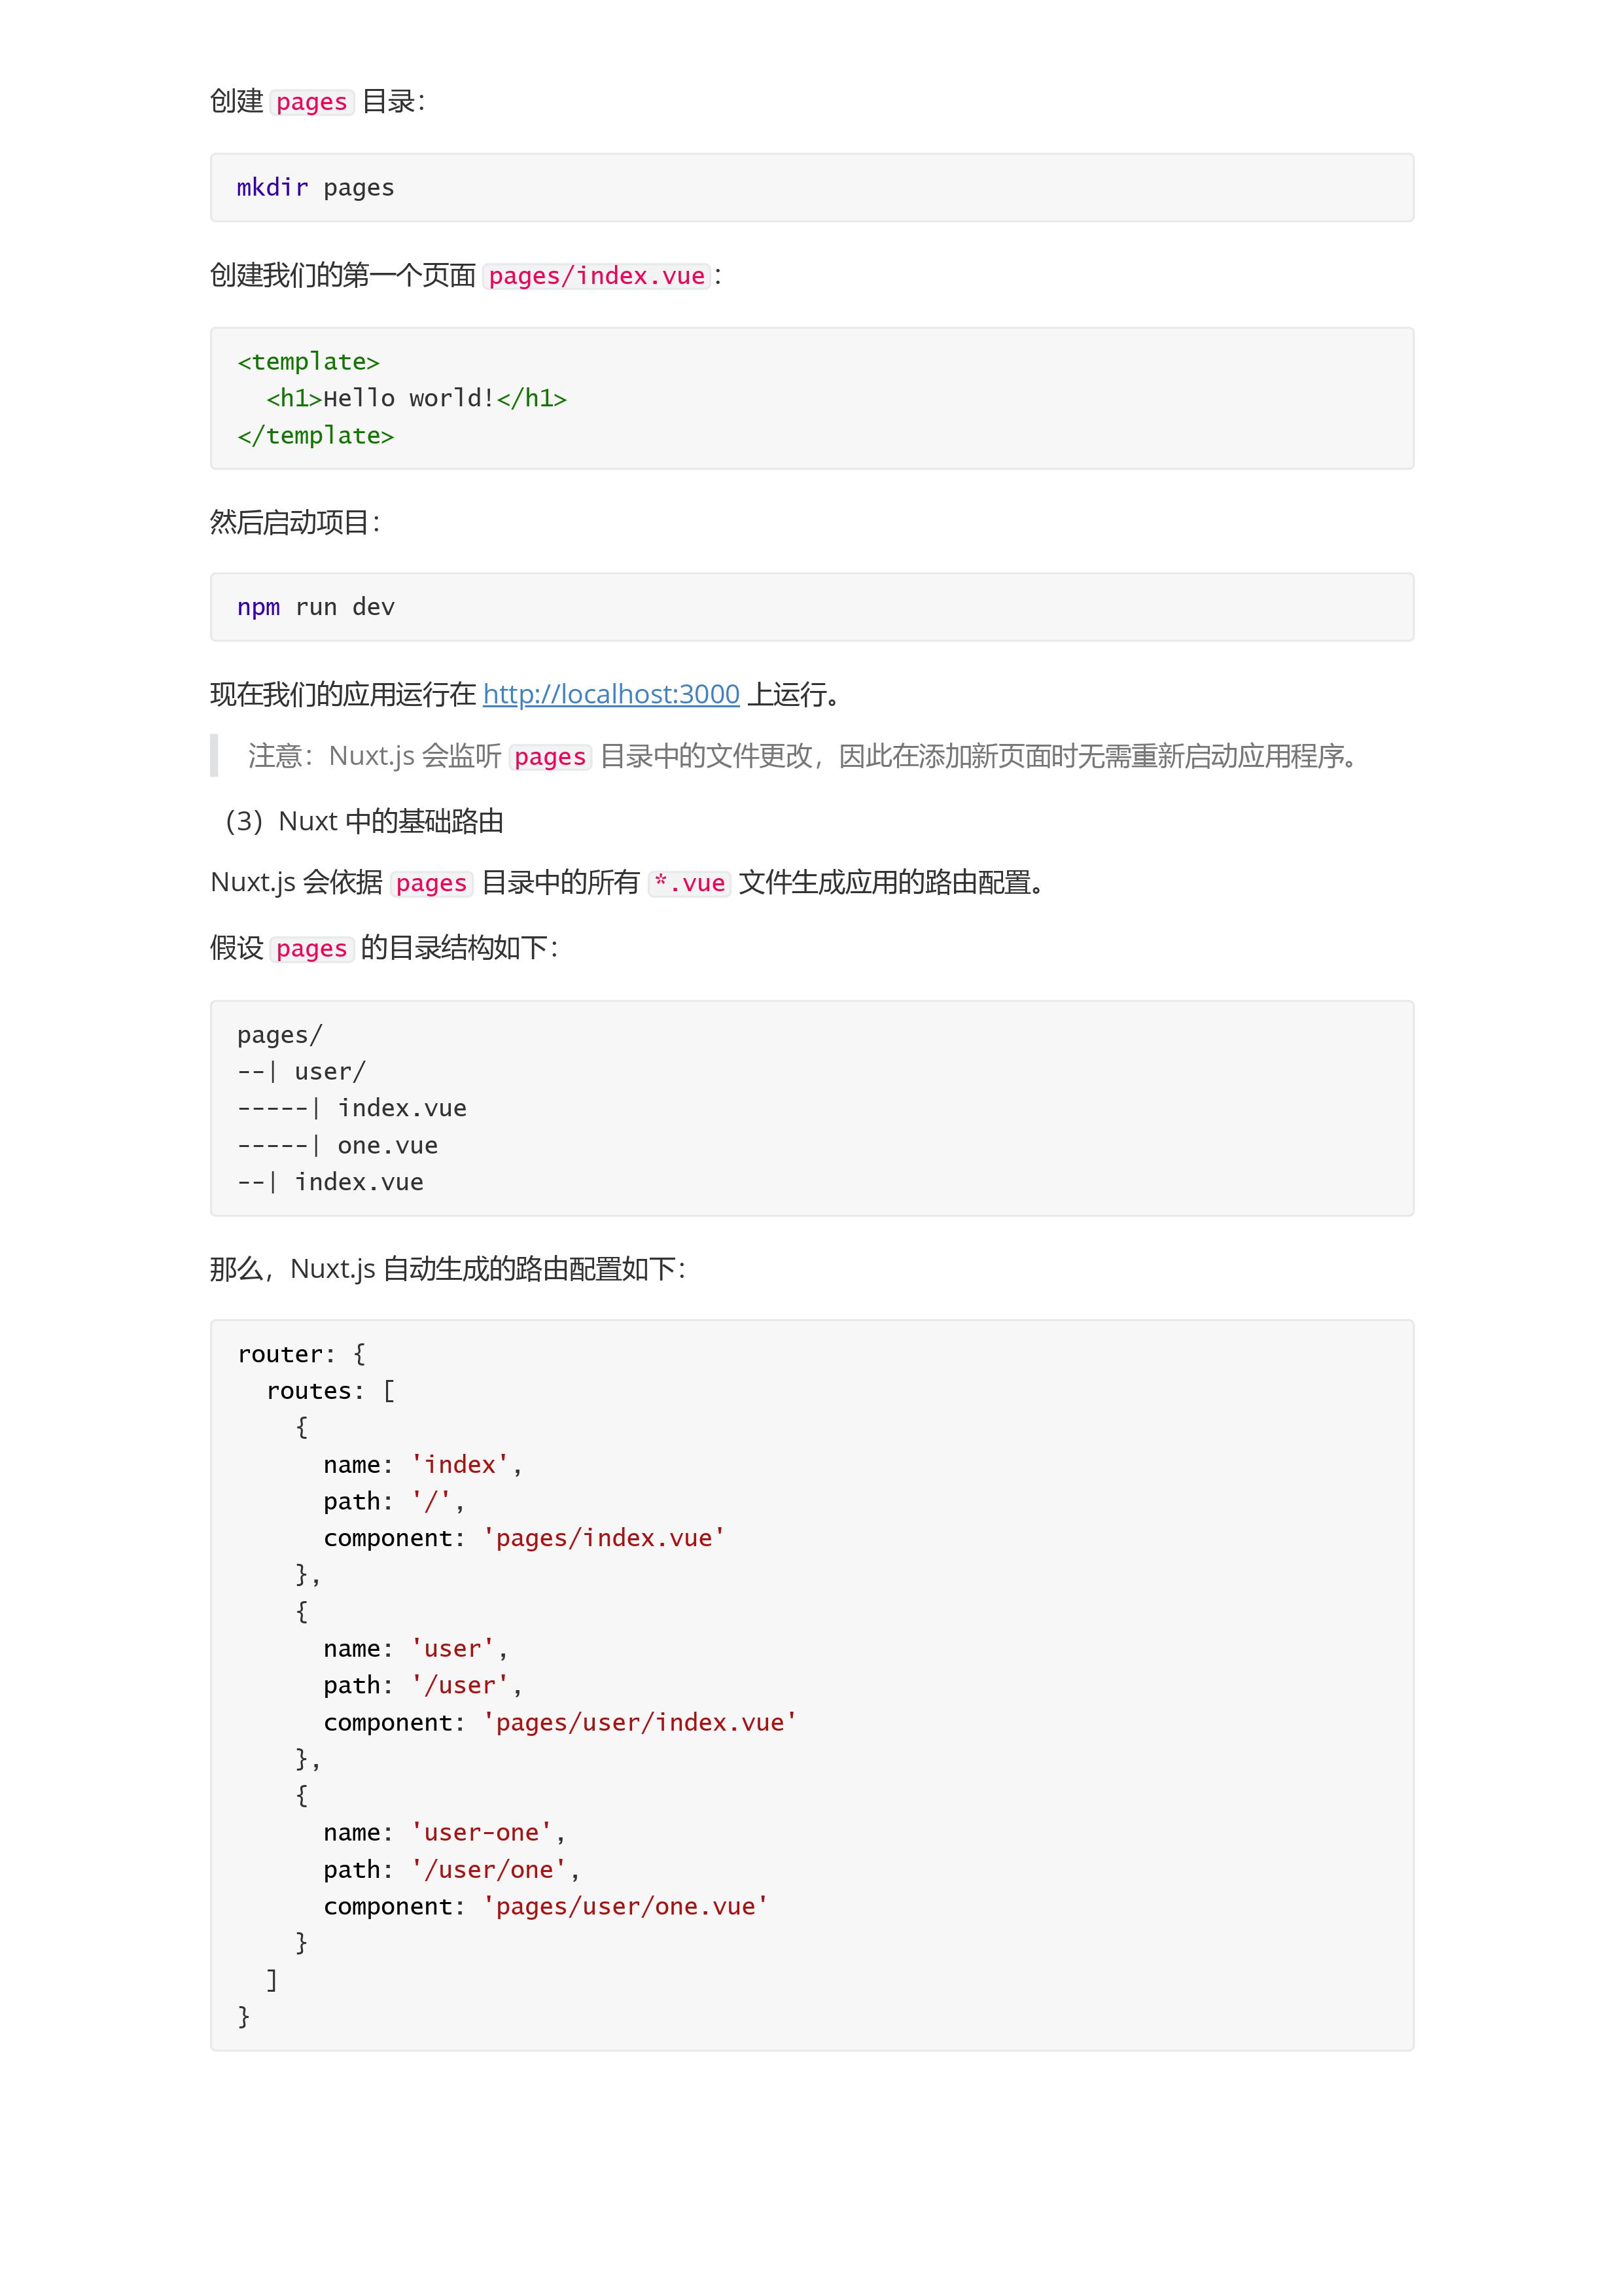 创建 pages 目录：
mkdir pages
创建我们的第一个页面 pages/index.vue：
<template>
  <h1>Hello world!</h1>
</template>
然后启动项目：
npm run dev
现在我们的应用运行在 http://localhost:3000 上运行。
注意：Nuxt.js 会监听 pages 目录中的文件更改，因此在添加新页面时无需重新启动应用程序。
（3）Nuxt 中的基础路由
Nuxt.js 会依据 pages 目录中的所有 *.vue 文件生成应用的路由配置。
假设 pages 的目录结构如下：
pages/
--| user/
-----| index.vue
-----| one.vue
--| index.vue
那么，Nuxt.js 自动生成的路由配置如下：
router: {
  routes: [
    {
      name: 'index',
      path: '/',
      component: 'pages/index.vue'
    },
    {
      name: 'user',
      path: '/user',
      component: 'pages/user/index.vue'
    },
    {
      name: 'user-one',
      path: '/user/one',
      component: 'pages/user/one.vue'
    }
  ]
}